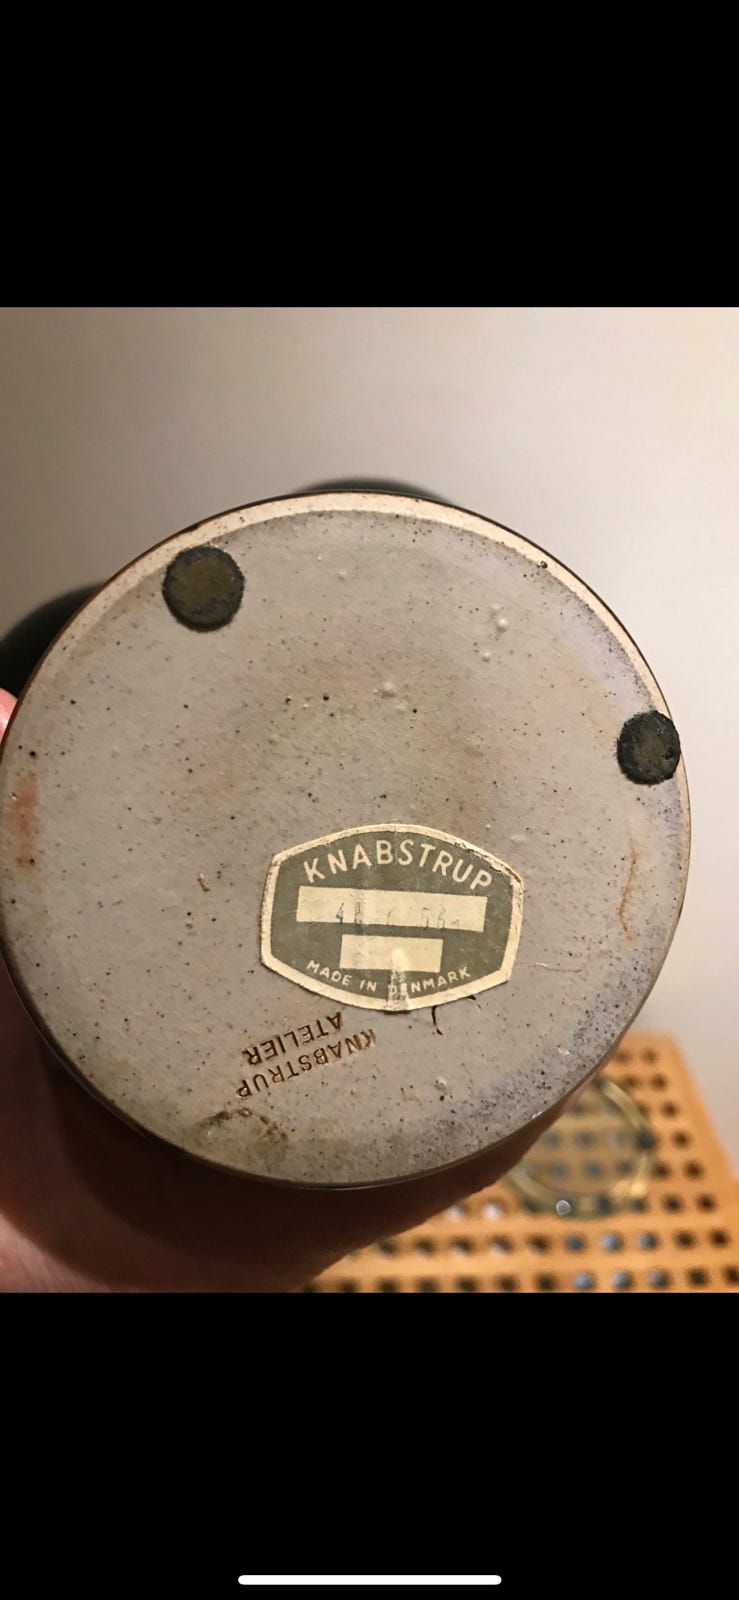 KNABSTRUP
MADE IN DENMARK
KNABSTRUP
ATELIER